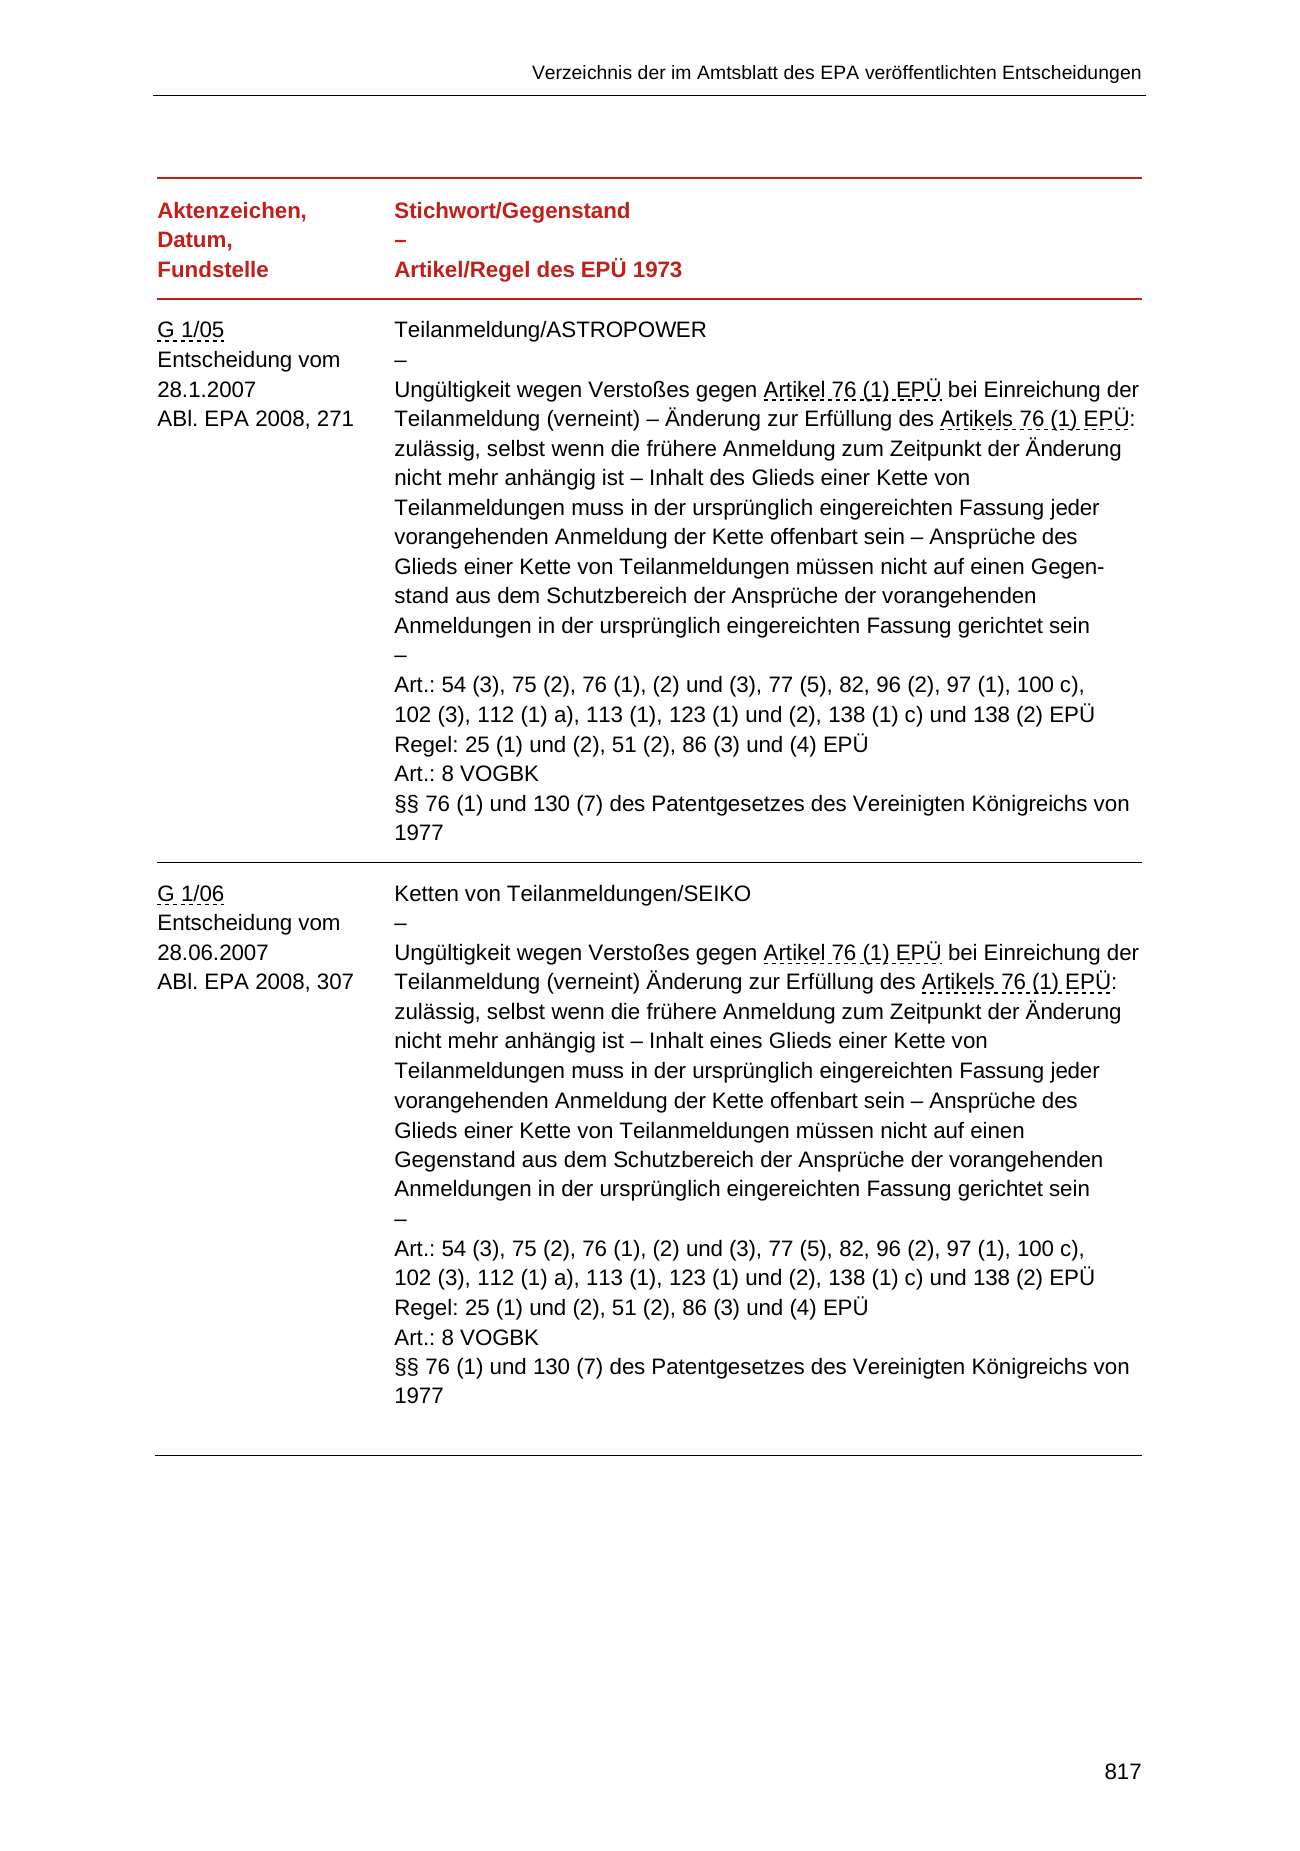 Verzeichnis der im Amtsblatt des EPA veröffentlichten Entscheidungen
Aktenzeichen,
Datum,
Fundstelle
Stichwort/Gegenstand
–
Artikel/Regel des EPÜ 1973
G 1/05
Entscheidung vom
28.1.2007
ABl. EPA 2008, 271
Teilanmeldung/ASTROPOWER
–
Ungültigkeit wegen Verstoßes gegen Artikel 76 (1) EPÜ bei Einreichung der
Teilanmeldung (verneint) – Änderung zur Erfüllung des Artikels 76 (1) EPÜ:
zulässig, selbst wenn die frühere Anmeldung zum Zeitpunkt der Änderung
nicht mehr anhängig ist – Inhalt des Glieds einer Kette von
Teilanmeldungen muss in der ursprünglich eingereichten Fassung jeder
vorangehenden Anmeldung der Kette offenbart sein – Ansprüche des
Glieds einer Kette von Teilanmeldungen müssen nicht auf einen Gegen-
stand aus dem Schutzbereich der Ansprüche der vorangehenden
Anmeldungen in der ursprünglich eingereichten Fassung gerichtet sein
–
Art.: 54 (3), 75 (2), 76 (1), (2) und (3), 77 (5), 82, 96 (2), 97 (1), 100 c),
102 (3), 112 (1) a), 113 (1), 123 (1) und (2), 138 (1) c) und 138 (2) EPÜ
Regel: 25 (1) und (2), 51 (2), 86 (3) und (4) EPÜ
Art.: 8 VOGBK
§§ 76 (1) und 130 (7) des Patentgesetzes des Vereinigten Königreichs von
1977
G 1/06
Entscheidung vom
28.06.2007
ABl. EPA 2008, 307
Ketten von Teilanmeldungen/SEIKO
–
Ungültigkeit wegen Verstoßes gegen Artikel 76 (1) EPÜ bei Einreichung der
Teilanmeldung (verneint) Änderung zur Erfüllung des Artikels 76 (1) EPÜ:
zulässig, selbst wenn die frühere Anmeldung zum Zeitpunkt der Änderung
nicht mehr anhängig ist – Inhalt eines Glieds einer Kette von
Teilanmeldungen muss in der ursprünglich eingereichten Fassung jeder
vorangehenden Anmeldung der Kette offenbart sein – Ansprüche des
Glieds einer Kette von Teilanmeldungen müssen nicht auf einen
Gegenstand aus dem Schutzbereich der Ansprüche der vorangehenden
Anmeldungen in der ursprünglich eingereichten Fassung gerichtet sein
–
Art.: 54 (3), 75 (2), 76 (1), (2) und (3), 77 (5), 82, 96 (2), 97 (1), 100 c),
102 (3), 112 (1) a), 113 (1), 123 (1) und (2), 138 (1) c) und 138 (2) EPÜ
Regel: 25 (1) und (2), 51 (2), 86 (3) und (4) EPÜ
Art.: 8 VOGBK
§§ 76 (1) und 130 (7) des Patentgesetzes des Vereinigten Königreichs von
1977
817